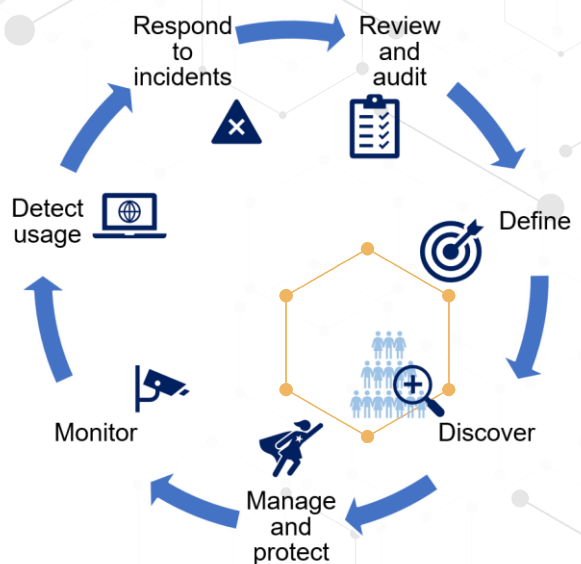 Respond
to
incidents
Review
and
audit
Define
Discover
Manage
and
protect
Monitor
Detect
usage